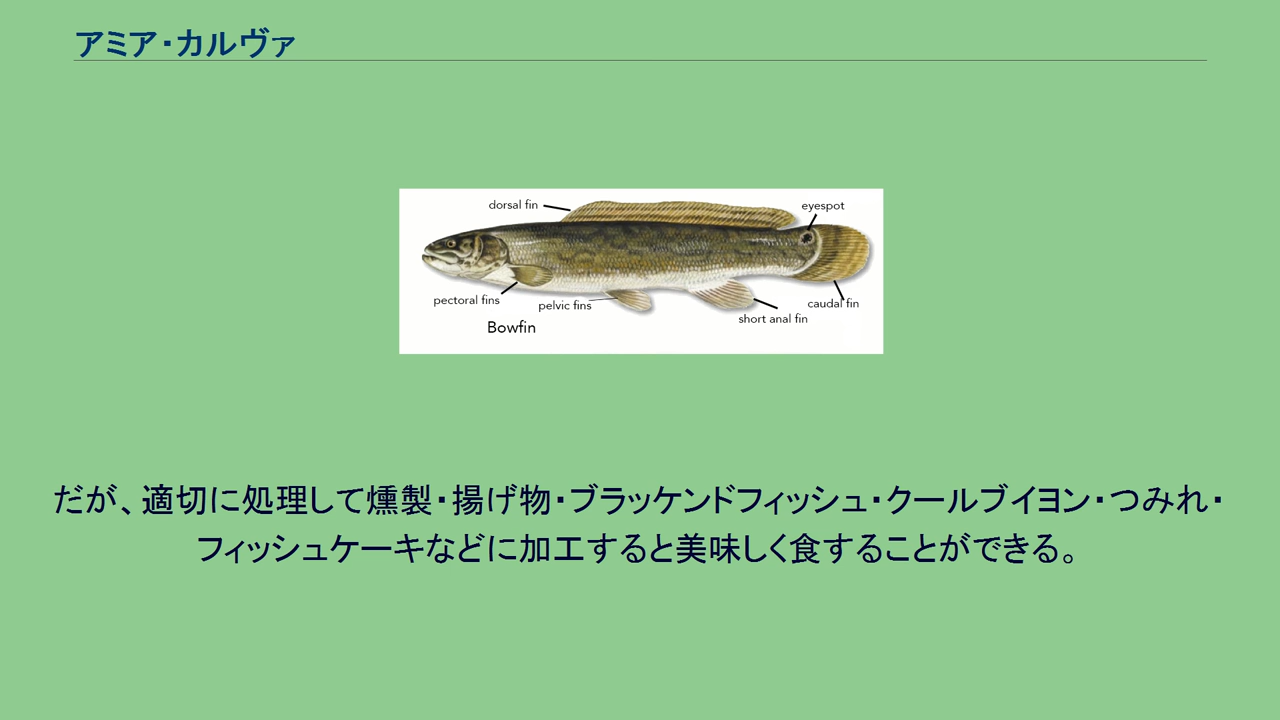 アミア・カルヴァ
dorsal fin
eyespot
pectoral fins
pelvic fins
caudal fin
short anal fin
Bowfin
だが、適切に処理して燻製・揚げ物・ブラッケンドフィッシュ・クールブイヨン・つみれ・
フィッシュケーキなどに加工すると美味しく食することができる。